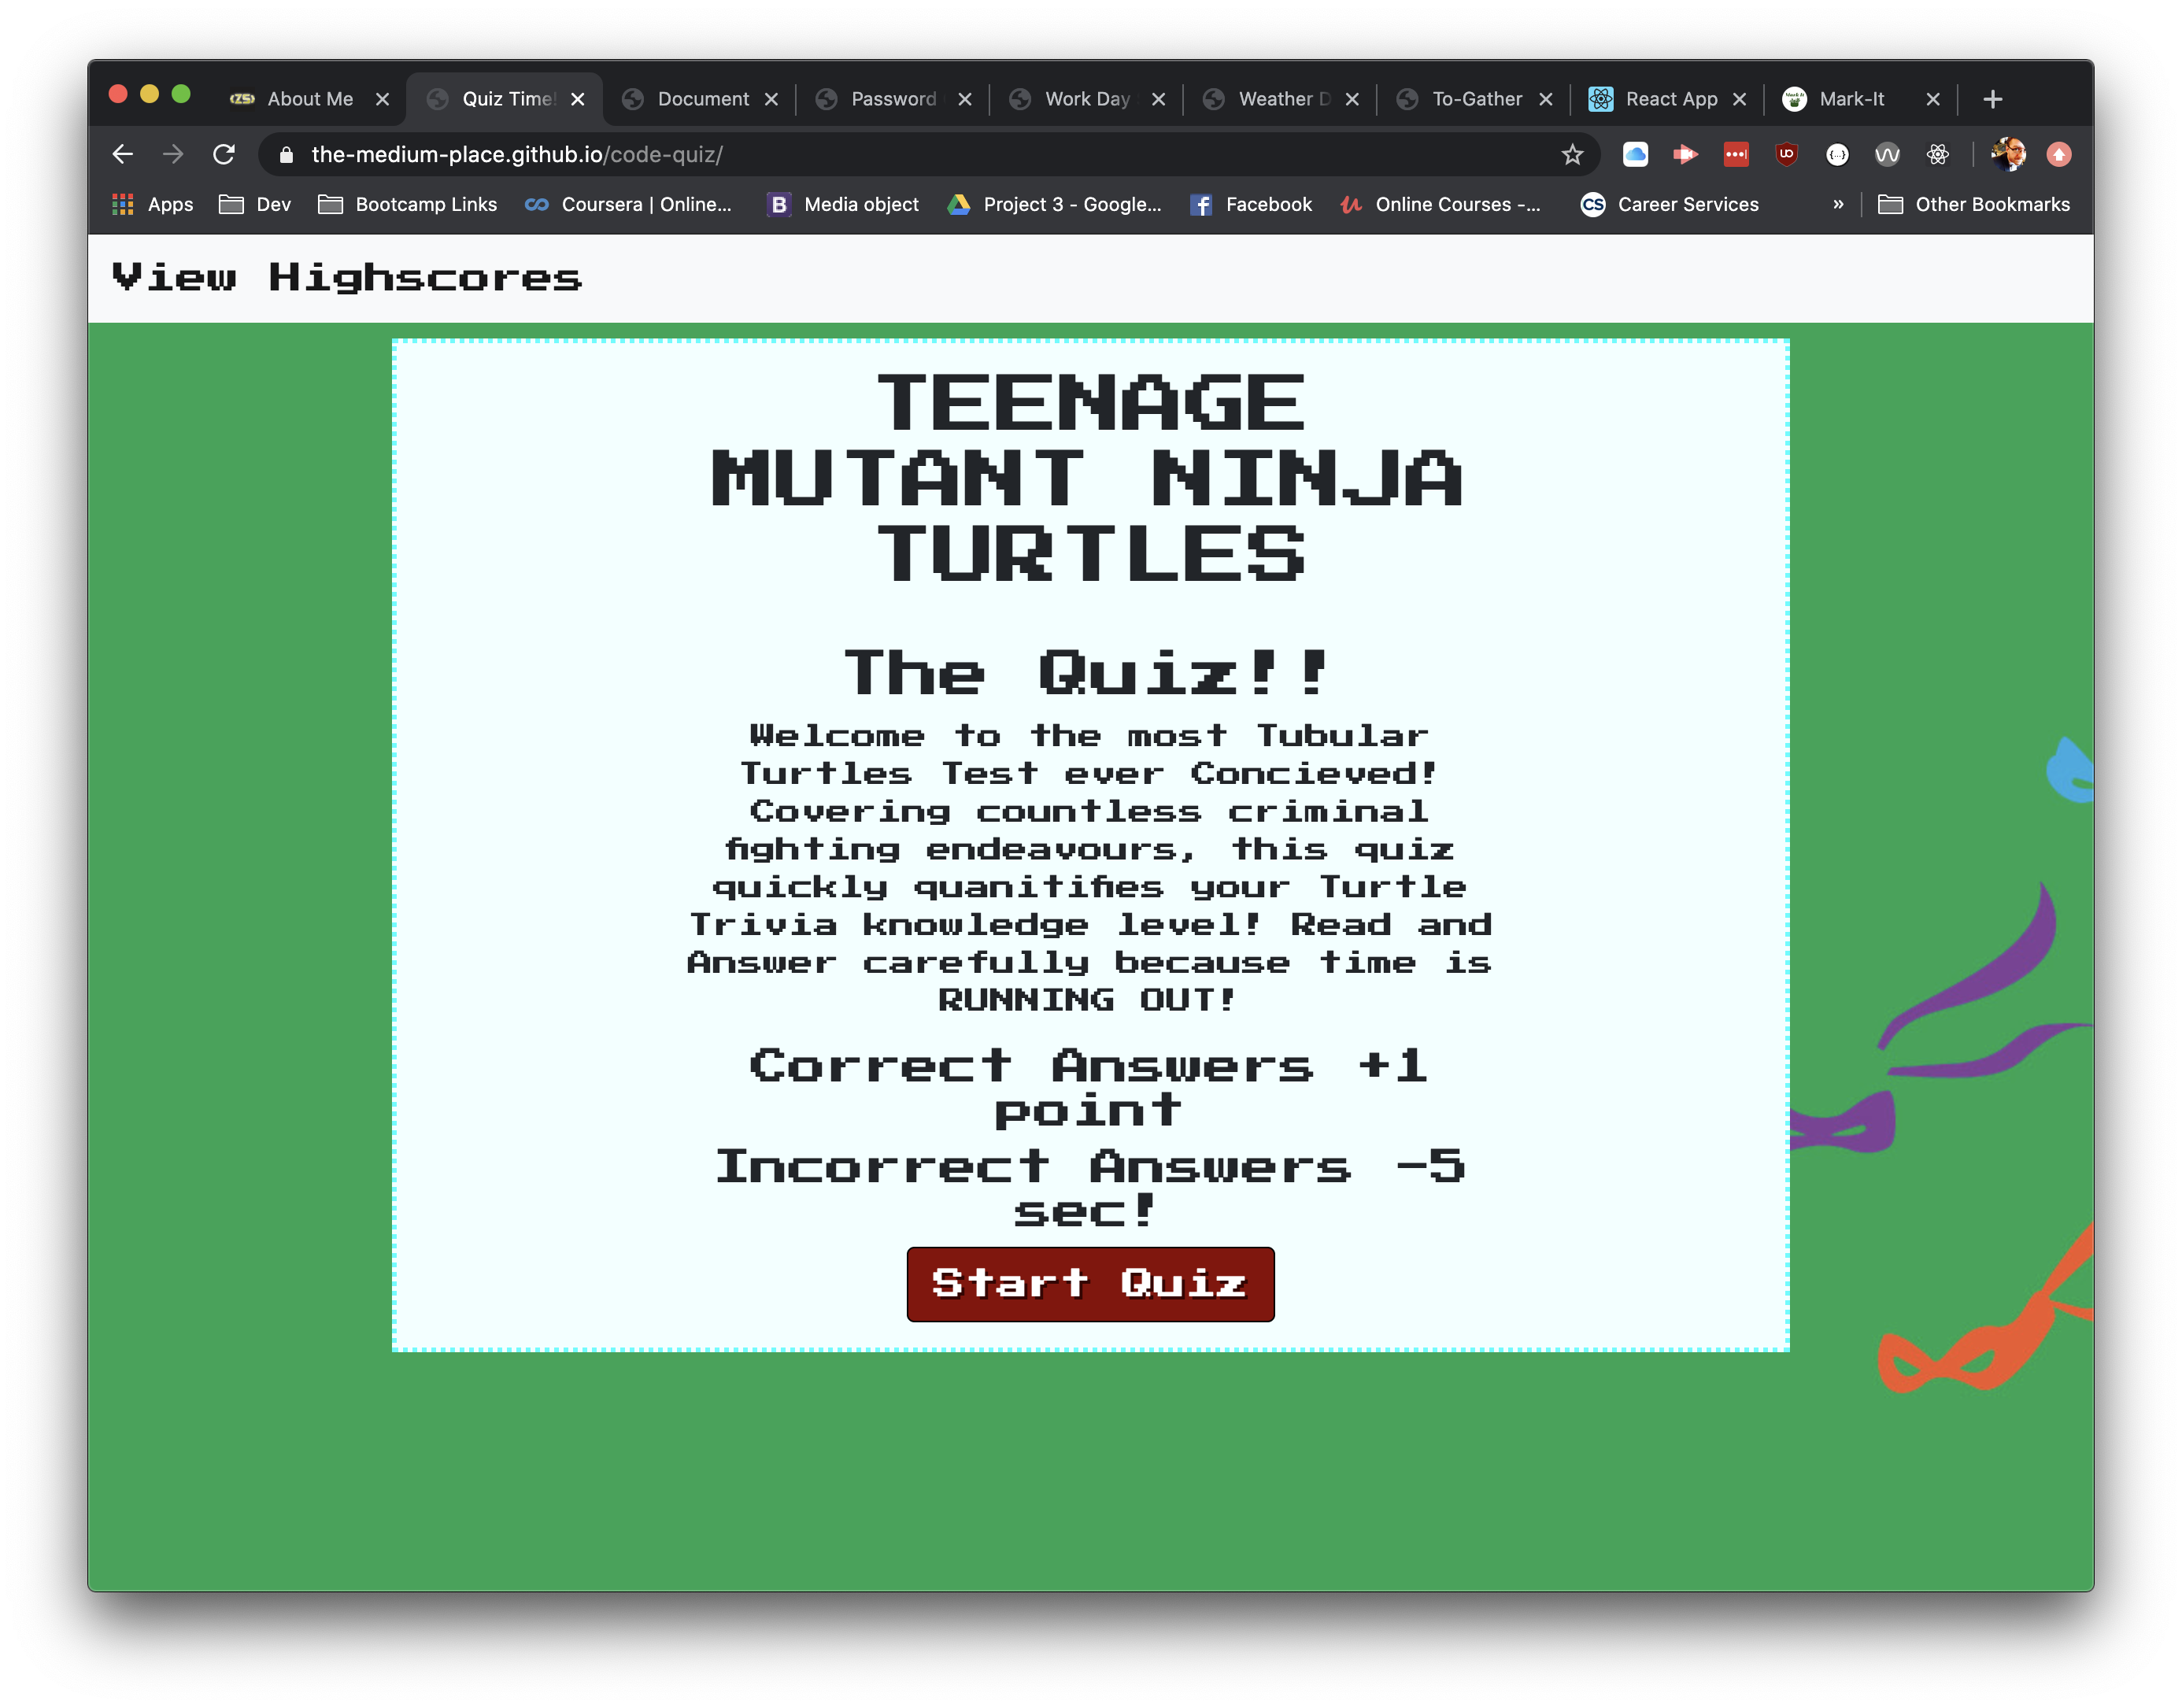 About Me
Quiz Time!
Document
Password
Work Day
Weather D
To-Gather
React App
Mark-It
the-medium-place.github.io/code-quiz/
Apps
Dev
Bootcamp Links
Coursera | Online...
B
Media object
Project 3 - Google...
Facebook
Online Courses -...
CS
Career Services
»
Other Bookmarks
View Highscores
TEENAGE
MUTANT NINJA
TURTLES
The Quiz!!
Welcome to the most Tubular
Turtles Test ever Concieved!
Covering countless criminal
fighting endeavours, this quiz
quickly quanitifies your Turtle
Trivia knowledge level! Read and
Answer carefully because time is
RUNNING OUT!
Correct Answers +1
point
Incorrect Answers -5
sec!
Start Quiz